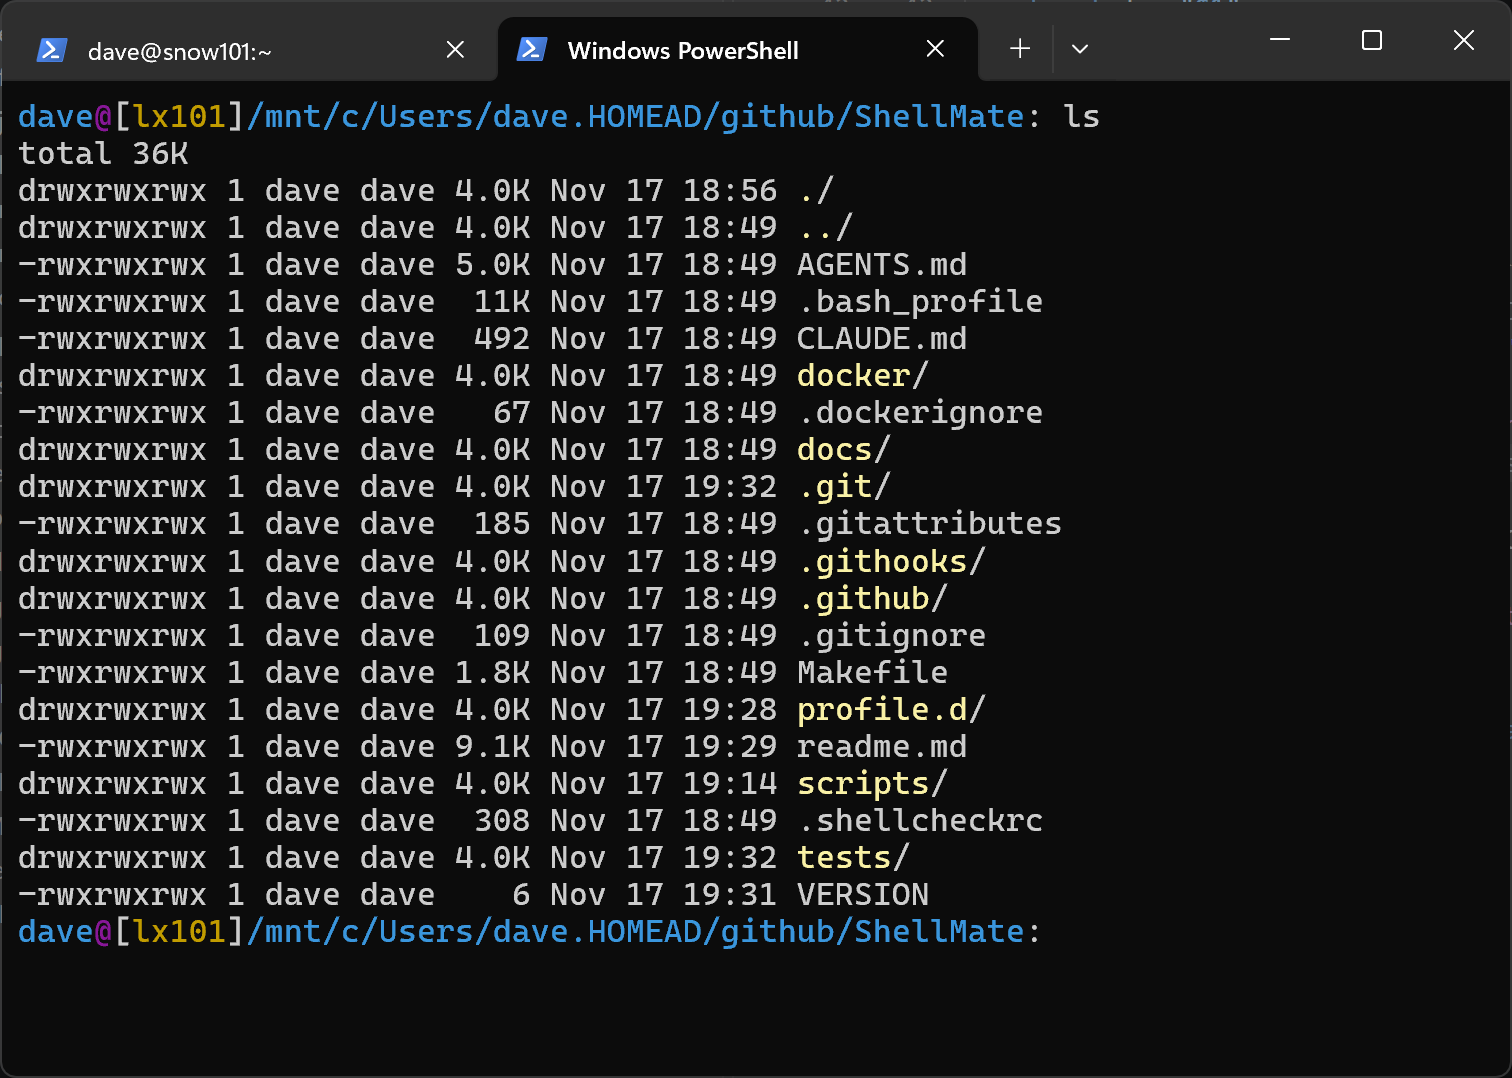 dave@snow101:~
Windows PowerShell
dave@[lx101]/mnt/c/Users/dave.HOMEAD/github/ShellMate: ls
total 36K
drwxrwxrwx 1 dave dave 4.0K Nov 17 18:56 ./
drwxrwxrwx 1 dave dave 4.0K Nov 17 18:49 ../
-rwxrwxrwx 1 dave dave 5.0K Nov 17 18:49 AGENTS.md
-rwxrwxrwx 1 dave dave  11K Nov 17 18:49 .bash_profile
-rwxrwxrwx 1 dave dave  492 Nov 17 18:49 CLAUDE.md
drwxrwxrwx 1 dave dave 4.0K Nov 17 18:49 docker/
-rwxrwxrwx 1 dave dave   67 Nov 17 18:49 .dockerignore
drwxrwxrwx 1 dave dave 4.0K Nov 17 18:49 docs/
drwxrwxrwx 1 dave dave 4.0K Nov 17 19:32 .git/
-rwxrwxrwx 1 dave dave  185 Nov 17 18:49 .gitattributes
drwxrwxrwx 1 dave dave 4.0K Nov 17 18:49 .githooks/
drwxrwxrwx 1 dave dave 4.0K Nov 17 18:49 .github/
-rwxrwxrwx 1 dave dave  109 Nov 17 18:49 .gitignore
-rwxrwxrwx 1 dave dave 1.8K Nov 17 18:49 Makefile
drwxrwxrwx 1 dave dave 4.0K Nov 17 19:28 profile.d/
-rwxrwxrwx 1 dave dave 9.1K Nov 17 19:29 readme.md
drwxrwxrwx 1 dave dave 4.0K Nov 17 19:14 scripts/
-rwxrwxrwx 1 dave dave  308 Nov 17 18:49 .shellcheckrc
drwxrwxrwx 1 dave dave 4.0K Nov 17 19:32 tests/
-rwxrwxrwx 1 dave dave    6 Nov 17 19:31 VERSION
dave@[lx101]/mnt/c/Users/dave.HOMEAD/github/ShellMate: